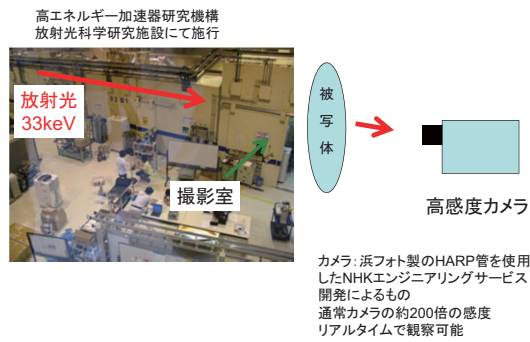 高エネルギー加速器研究機構
放射光科学研究施設にて施行
放射光
33keV
撮影室
被
写
体
高感度カメラ
カメラ：浜フォト製のHARP管を使用
したNHKエンジニアリングサービス
開発によるもの
通常カメラの約200倍の感度
リアルタイムで観察可能